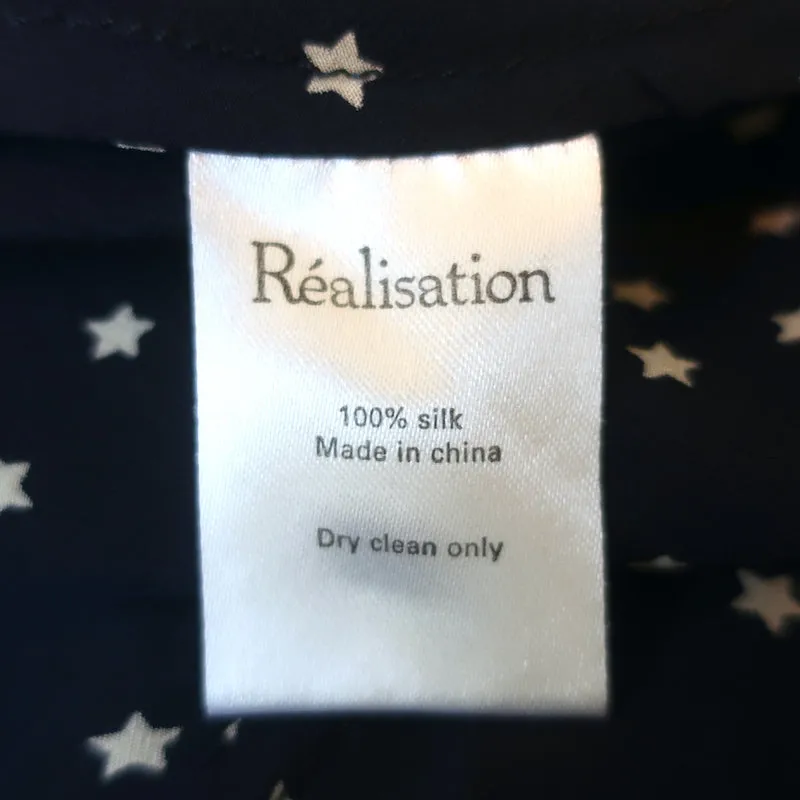 Réalisation
100% silk
Made in china
Dry clean only